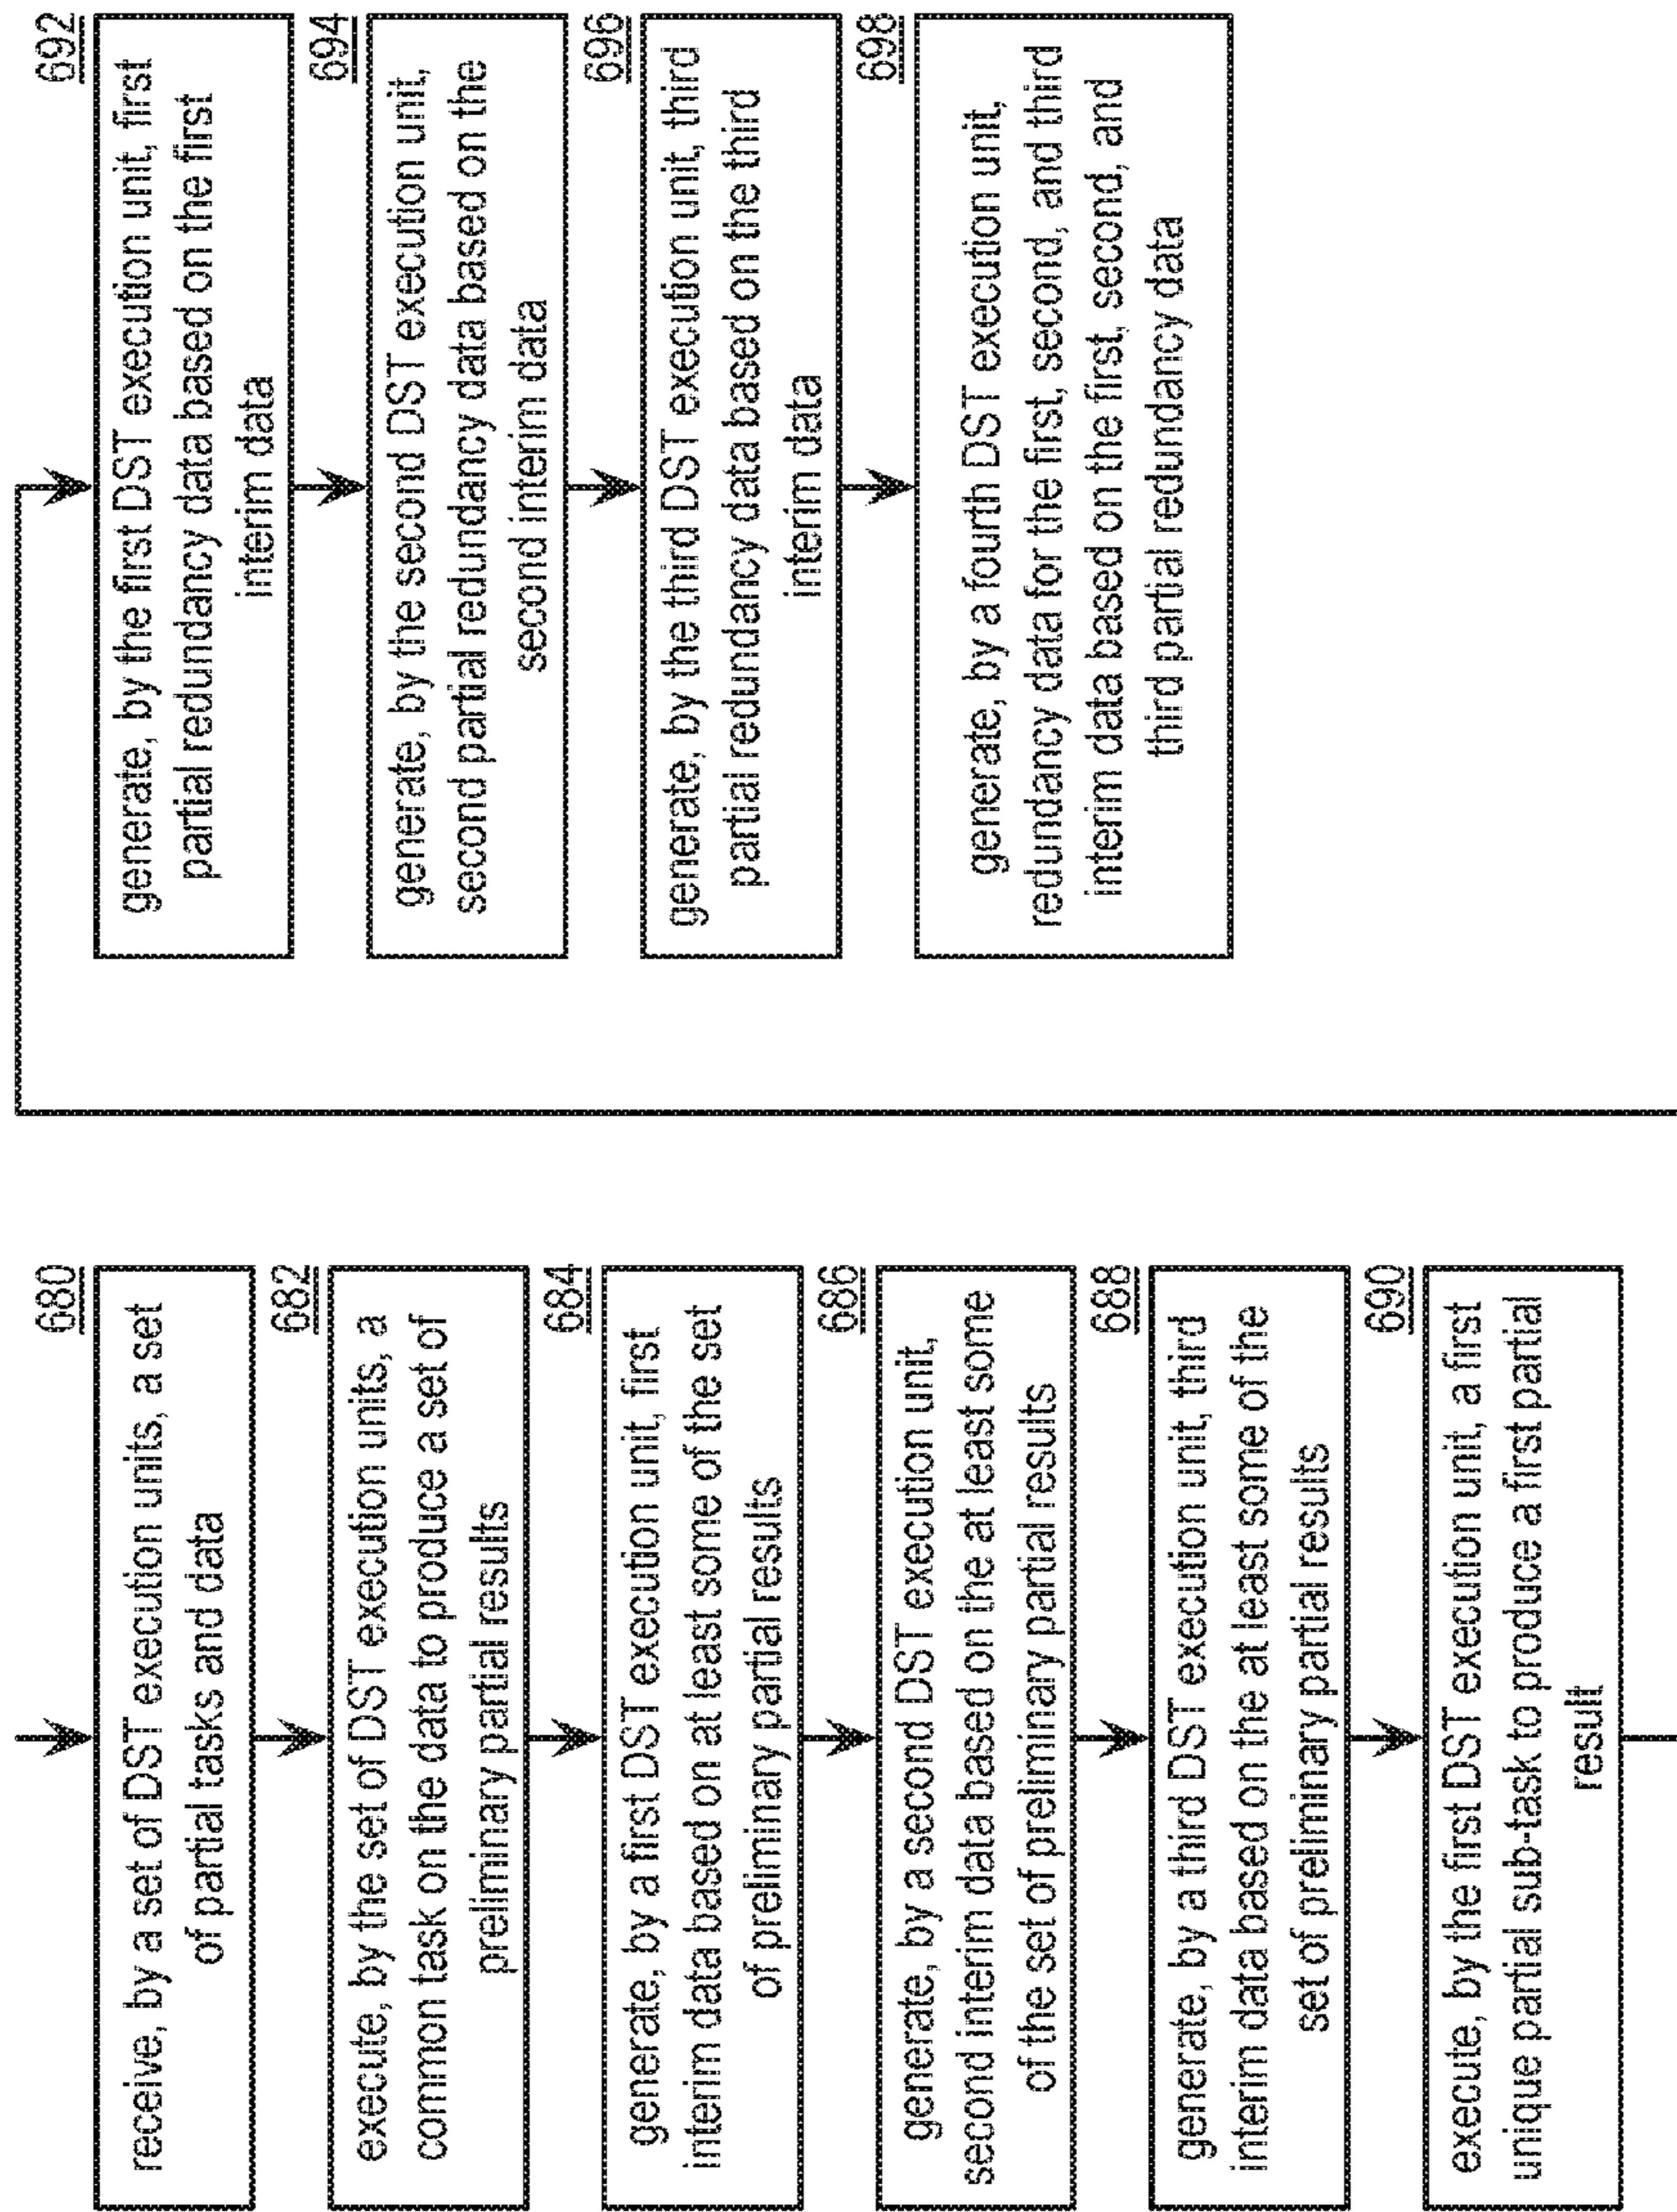 680
receive, by a set of DST execution units, a set
of partial tasks and data
682
execute, by the set of DST execution units, a
common task on the data to produce a set of
preliminary partial results
684
generate, by a first DST execution unit, first
interim data based on at least some of the set
of preliminary partial results
686
generate, by a second DST execution unit,
second interim data based on the at least some
of the set of preliminary partial results
688
generate, by a third DST execution unit, third
interim data based on the at least some of the
set of preliminary partial results
690
execute, by the first DST execution unit, a first
unique partial sub-task to produce a first partial
result
692
generate, by the first DST execution unit, first
partial redundancy data based on the first
interim data
694
generate, by the second DST execution unit,
second partial redundancy data based on the
second interim data
696
generate, by the third DST execution unit, third
partial redundancy data based on the third
interim data
698
generate, by a fourth DST execution unit,
redundancy data for the first, second, and third
interim data based on the first, second, and
third partial redundancy data